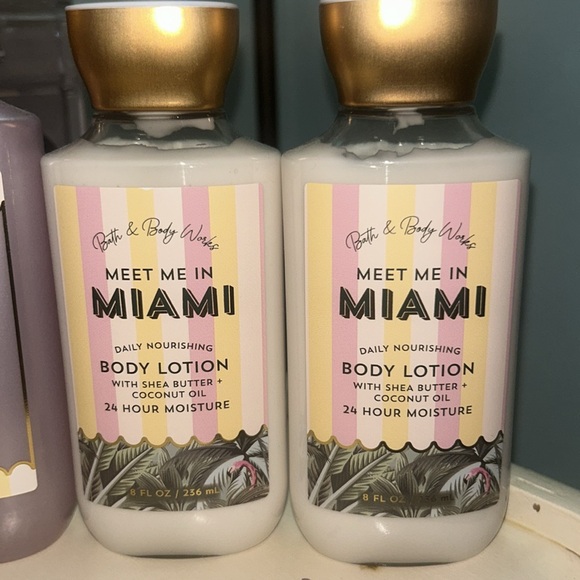 Bath & Body Works
MEET ME IN
MIAMI
DAILY NOURISHING
BODY LOTION
WITH SHEA BUTTER +
COCONUT OIL
24 HOUR MOISTURE
8 FL OZ / 236 mL
Bath & Body Works
MEET ME IN
MIAMI
DAILY NOURISHING
BODY LOTION
WITH SHEA BUTTER +
COCONUT OIL
24 HOUR MOISTURE
8 FL OZ / 236 mL